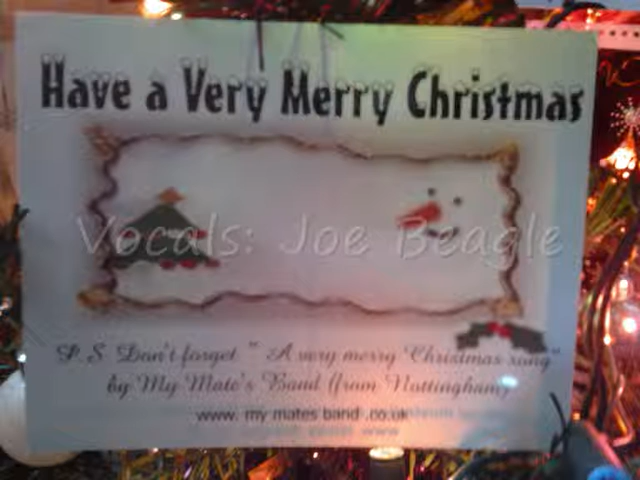 Have a Very Merry Christmas
Vocals: Joe Beagle
P.S Don't forget " A very merry Christmas song"
by My Mate's Band (from Nottingham)
www. my mates band .co.uk